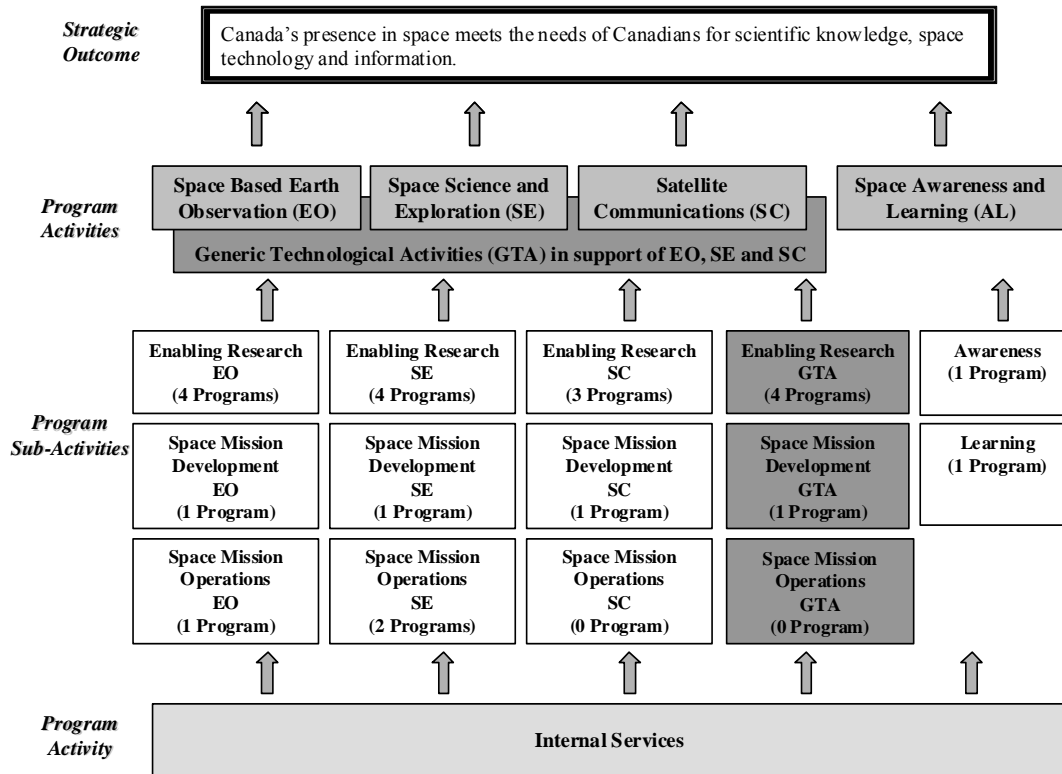 Strategic
Outcome
Canada's presence in space meets the needs of Canadians for scientific knowledge, space
technology and information.
Program
Activities
Space Based Earth
Observation (EO)
Space Science and
Exploration (SE)
Satellite
Communications (SC)
Space Awareness and
Learning (AL)
Generic Technological Activities (GTA) in support of EO, SE and SC
Program
Sub-Activities
Enabling Research
EO
(4 Programs)
Enabling Research
SE
(4 Programs)
Enabling Research
SC
(3 Programs)
Enabling Research
GTA
(4 Programs)
Awareness
(1 Program)
Space Mission
Development
EO
(1 Program)
Space Mission
Development
SE
(1 Program)
Space Mission
Development
SC
(1 Program)
Space Mission
Development
GTA
(1 Program)
Learning
(1 Program)
Space Mission
Operations
EO
(1 Program)
Space Mission
Operations
SE
(2 Programs)
Space Mission
Operations
SC
(0 Program)
Space Mission
Operations
GTA
(0 Program)
Program
Activity
Internal Services